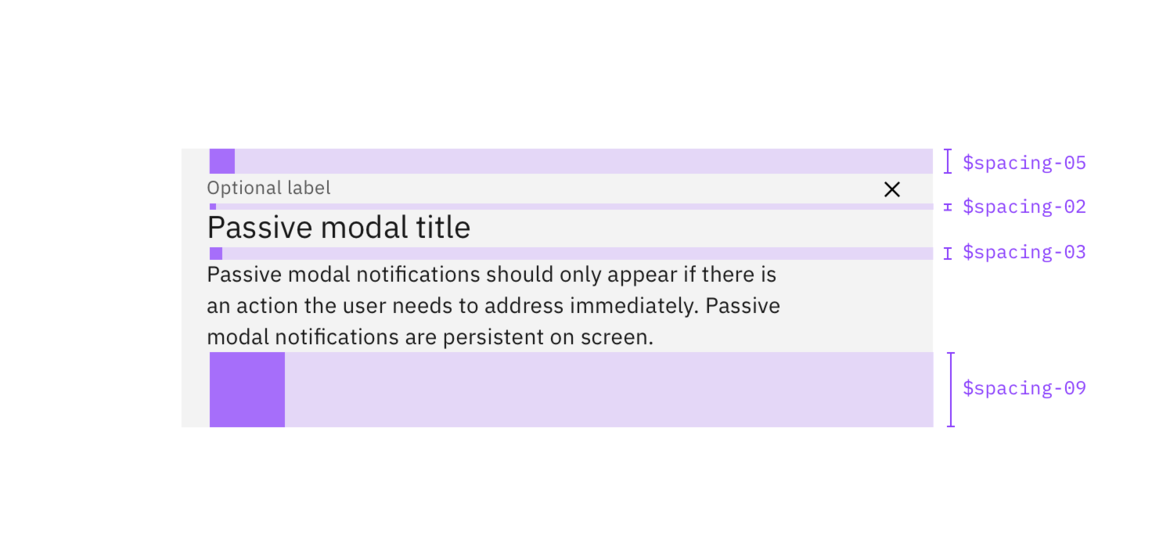 $spacing-05
Optional label
$spacing-02
Passive modal title
$spacing-03
Passive modal notifications should only appear if there is
an action the user needs to address immediately. Passive
modal notifications are persistent on screen.
$spacing-09